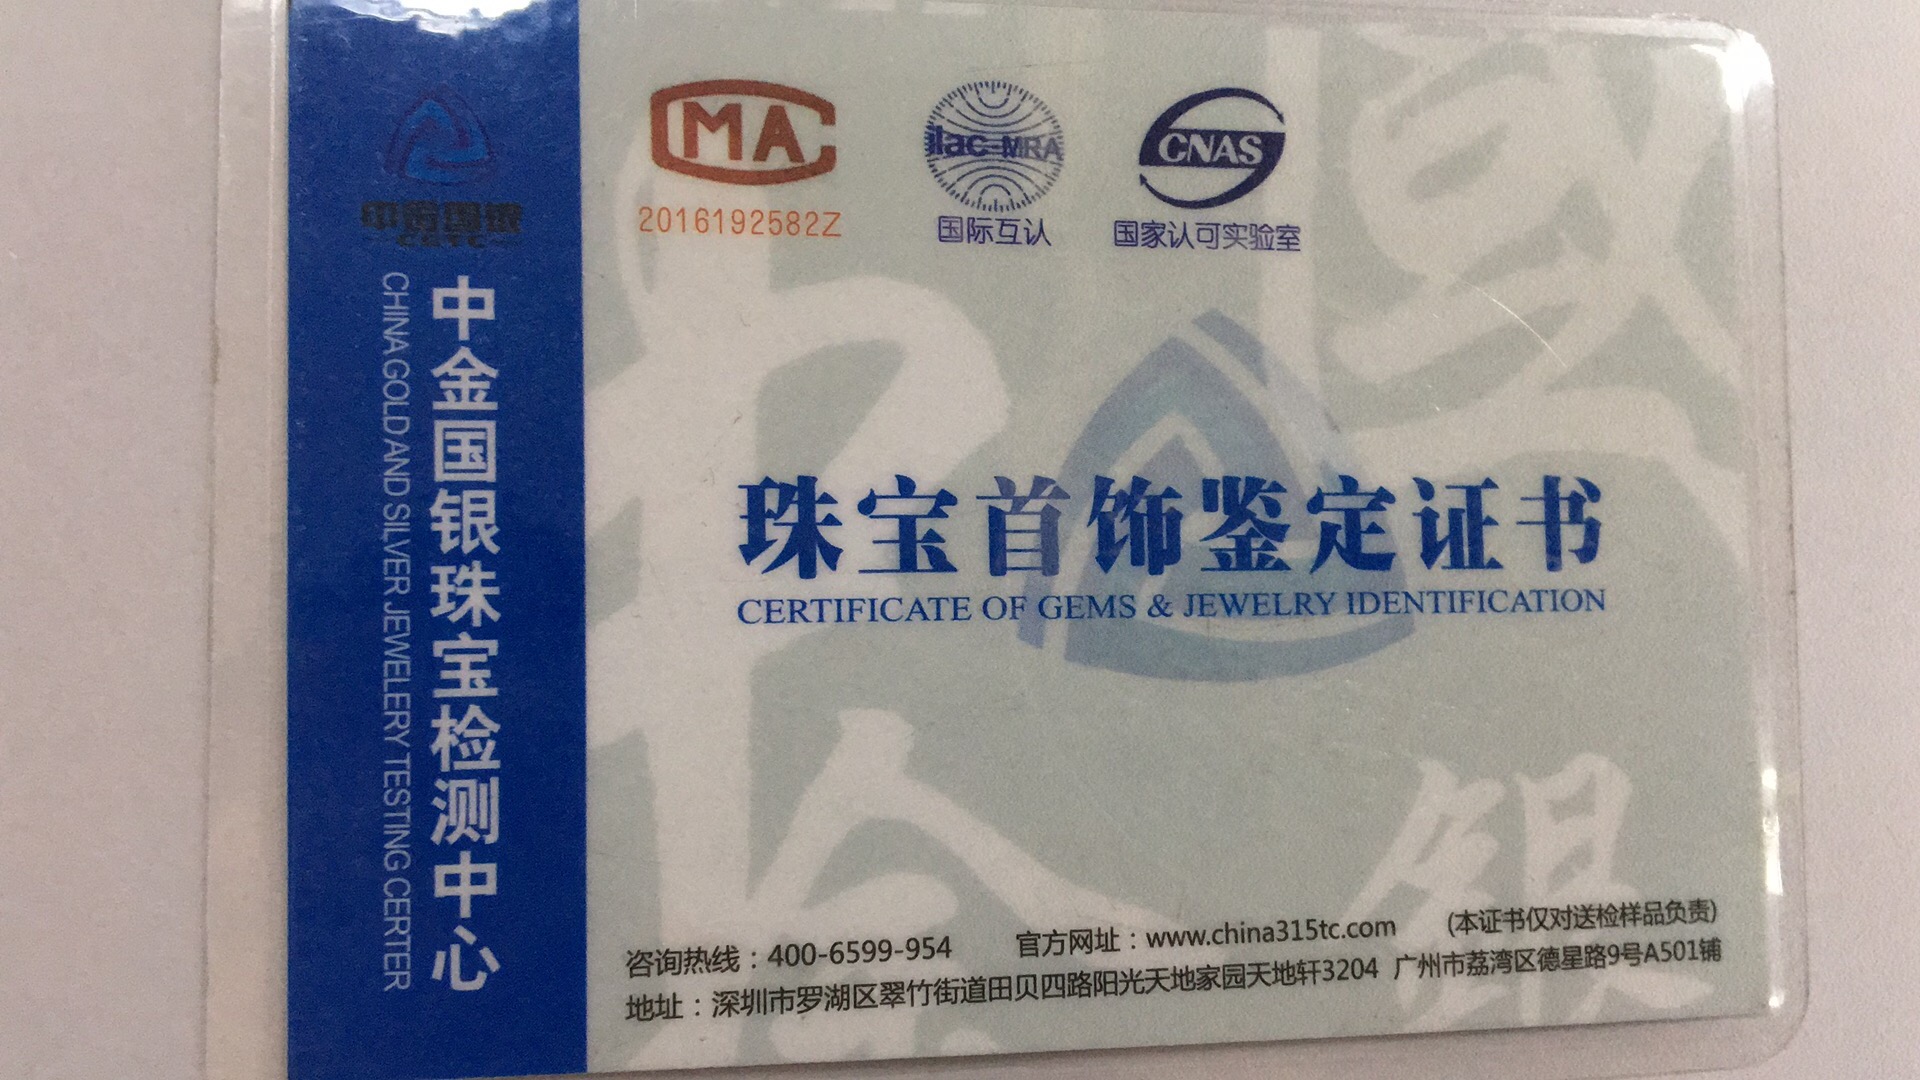 CMA
2016192582Z
ilac-MRA
国际互认
CNAS
国家认可实验室
中金国银
中金国银珠宝检测中心
CHINA GOLD AND SILVER JEWELERY TESTING CERTER
珠宝首饰鉴定证书
CERTIFICATE OF GEMS & JEWELRY IDENTIFICATION
咨询热线：400-6599-954 官方网址：www.china315tc.com (本证书仅对送检样品负责)
地址：深圳市罗湖区翠竹街道田贝四路阳光天地家园天地轩3204 广州市荔湾区德星路9号A501铺